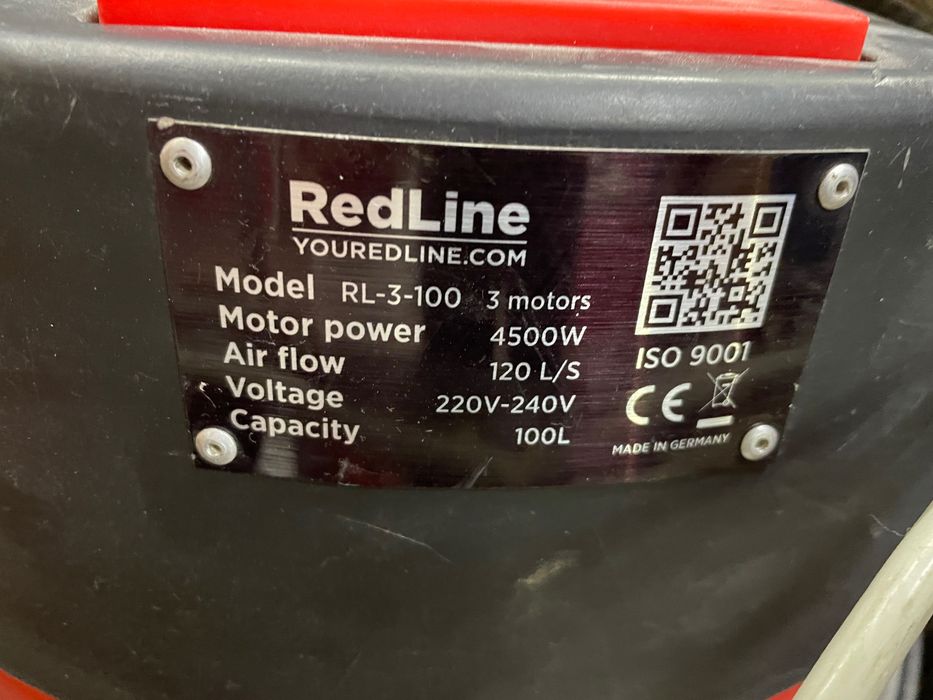 RedLine
YOUREDLINE.COM
Model RL-3-100 3 motors
Motor power 4500W
Air flow 120 L/S
Voltage 220V-240V
Capacity 100L
ISO 9001
CE
MADE IN GERMANY